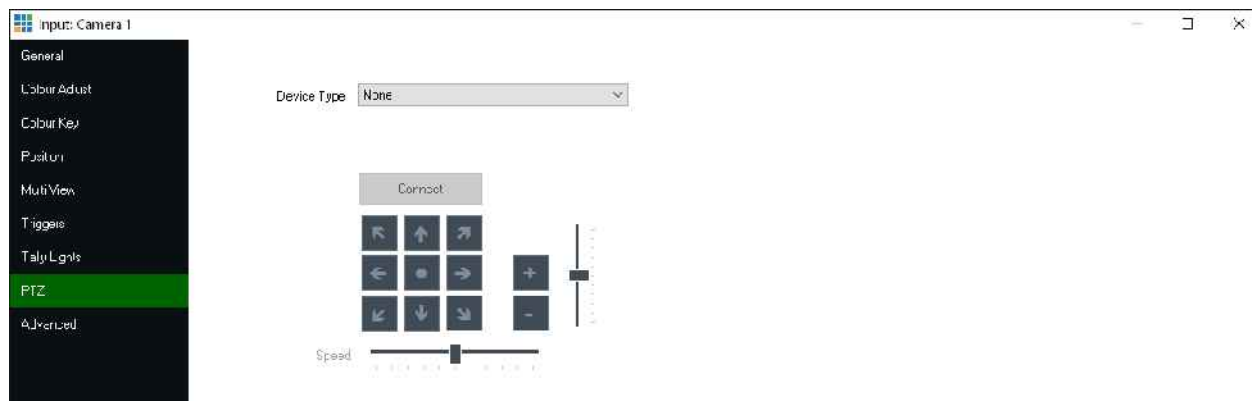 Input: Camera 1
General
Colour Adjust
Colour Key
Position
MultiView
Triggers
Tally Lights
PTZ
Advanced
Device Type None
Connect
+
-
Speed